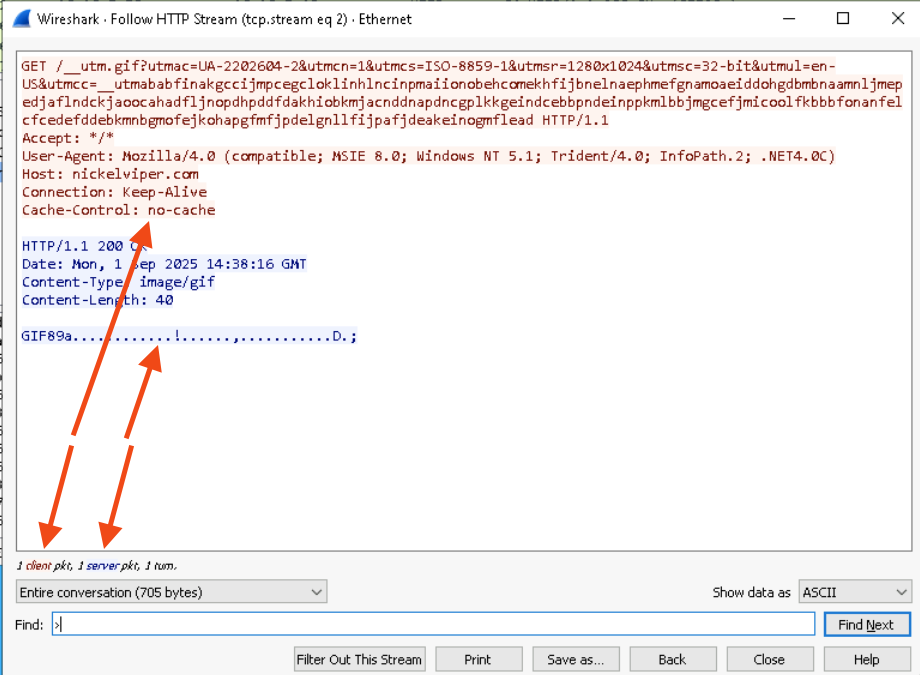 Wireshark · Follow HTTP Stream (tcp.stream eq 2) · Ethernet
GET /__utm.gif?utmac=UA-2202604-2&utmcn=1&utmcs=ISO-8859-1&utmsr=1280x1024&utmsc=32-bit&utmul=en-
US&utmcc=__utmababfinakgccijmpcegcloklinhlncinpmaiionobehcomekhfijbnelnaephmefgnamoaeiddohgdbmbnaamnljmep
edjaflndckjaoocahadfljnopdhpddfdakhiobkmjacnddnapdncgplkkgeindcebbpndeinppkmlbbjmgcefjmicoolfkbbbfonanfel
cfcedefddebkmnbgmofejkohapgfmfjpdelgnllfijpafjdeakeinogmflead HTTP/1.1
Accept: */*
User-Agent: Mozilla/4.0 (compatible; MSIE 8.0; Windows NT 5.1; Trident/4.0; InfoPath.2; .NET4.0C)
Host: nickelviper.com
Connection: Keep-Alive
Cache-Control: no-cache
HTTP/1.1 200 OK
Date: Mon, 1 Sep 2025 14:38:16 GMT
Content-Type: image/gif
Content-Length: 40
GIF89a............!......,...........D.;
1 client pkt, 1 server pkt, 1 turn.
Entire conversation (705 bytes)
Show data as ASCII
Find: >
Find Next
Filter Out This Stream Print Save as... Back Close Help